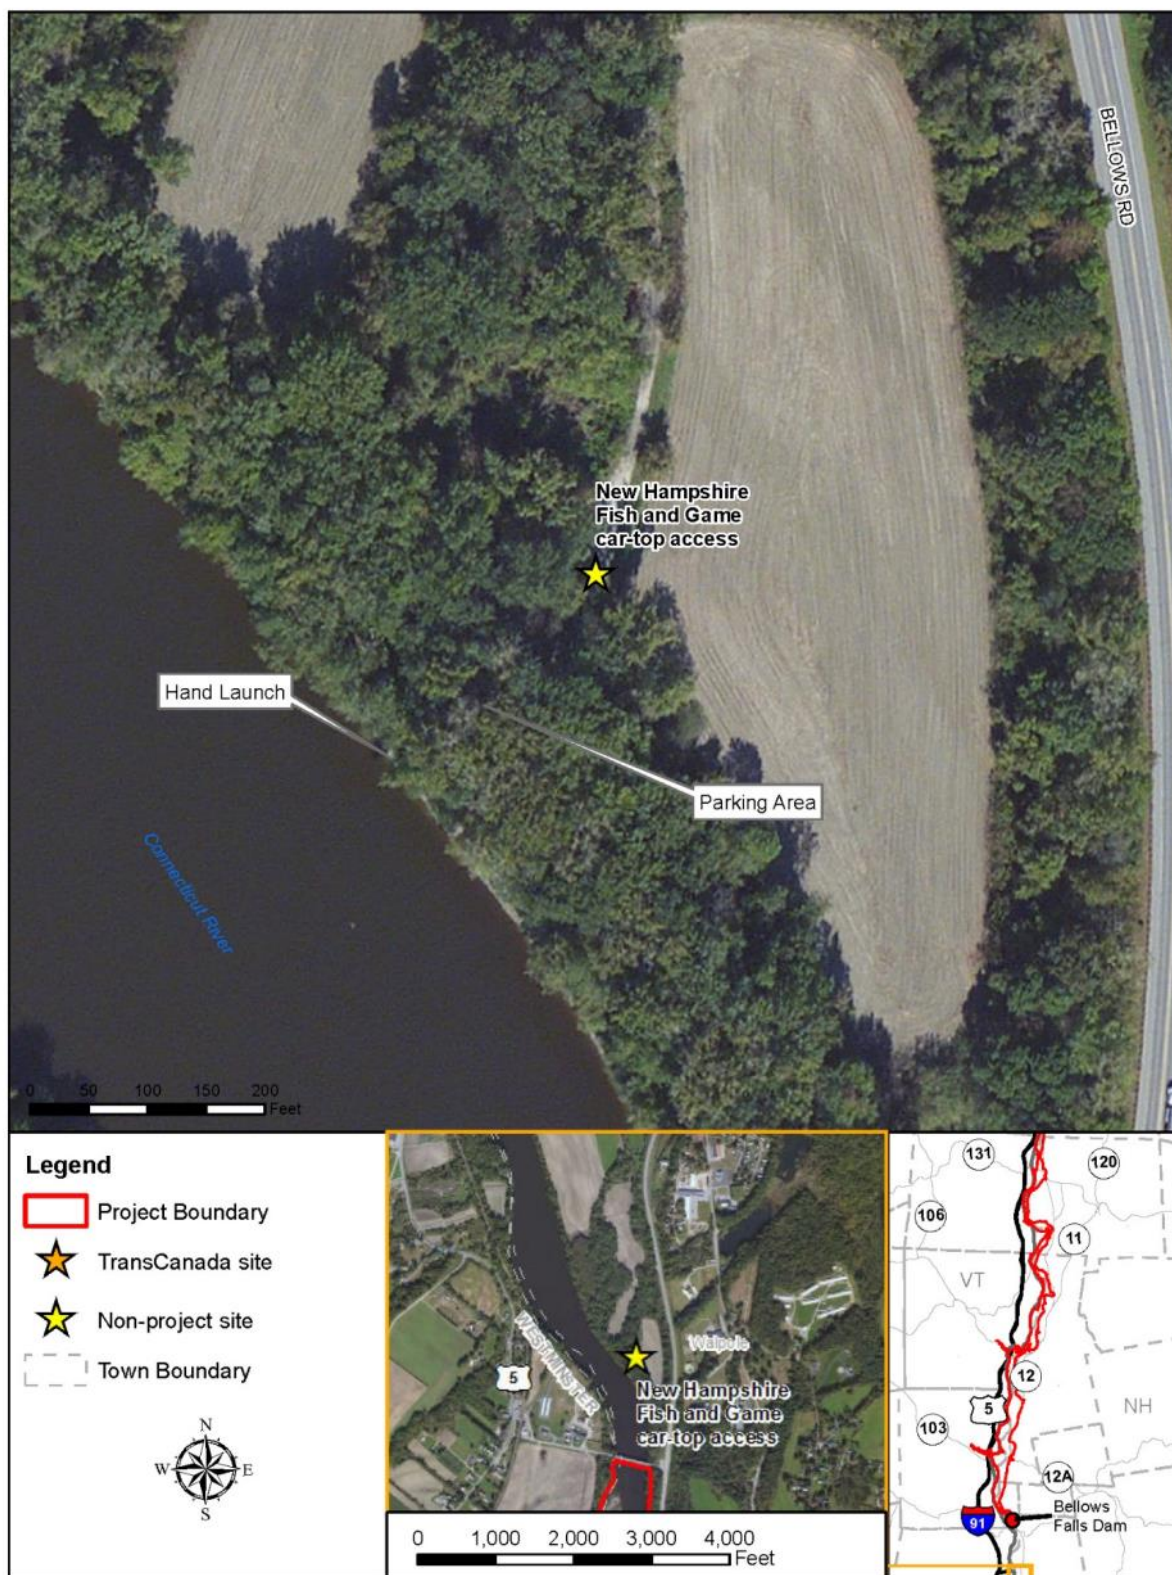 BELLOWS RD
New Hampshire
Fish and Game
car-top access
Hand Launch
Parking Area
Connecticut River
0 50 100 150 200
Feet
Legend
Project Boundary
TransCanada site
Non-project site
Town Boundary
N
W E
S
WESTMINSTER
5
Walpole
New Hampshire
Fish and Game
car-top access
0 1,000 2,000 3,000 4,000
Feet
131
120
106
11
VT
12
5
NH
103
12A
91
Bellows
Falls Dam